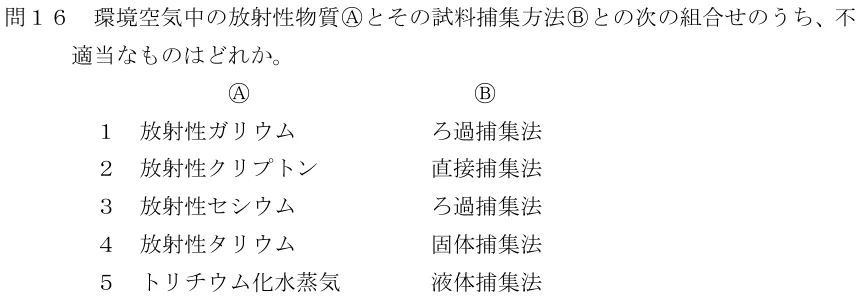 問１６　環境空気中の放射性物質Ⓐとその試料捕集方法Ⓑとの次の組合せのうち、不
適当なものはどれか。
Ⓐ　Ⓑ
１　放射性ガリウム　ろ過捕集法
２　放射性クリプトン　直接捕集法
３　放射性セシウム　ろ過捕集法
４　放射性タリウム　固体捕集法
５　トリチウム化水蒸気　液体捕集法